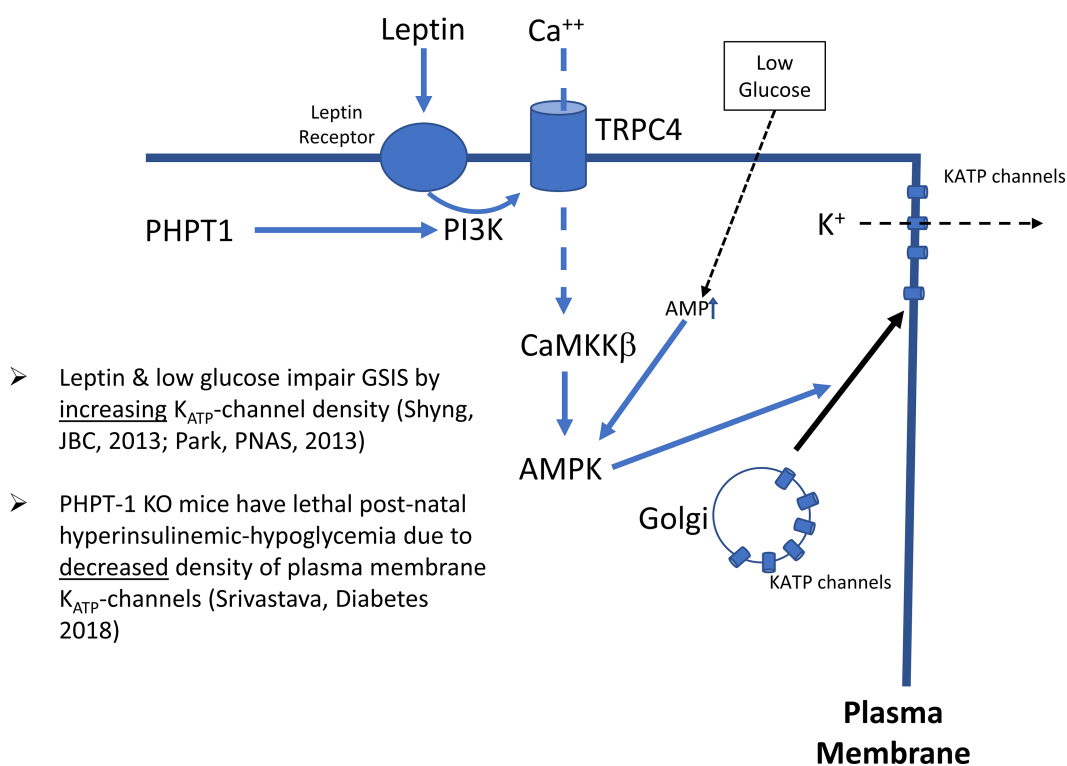 Leptin
Ca++
Low
Glucose
Leptin
Receptor
TRPC4
KATP channels
PHPT1
PI3K
K+
AMP
CaMKKβ
➢ Leptin & low glucose impair GSIS by
increasing KATP-channel density (Shyng,
JBC, 2013; Park, PNAS, 2013)
AMPK
➢ PHPT-1 KO mice have lethal post-natal
hyperinsulinemic-hypoglycemia due to
decreased density of plasma membrane
KATP-channels (Srivastava, Diabetes
2018)
Golgi
KATP channels
Plasma
Membrane